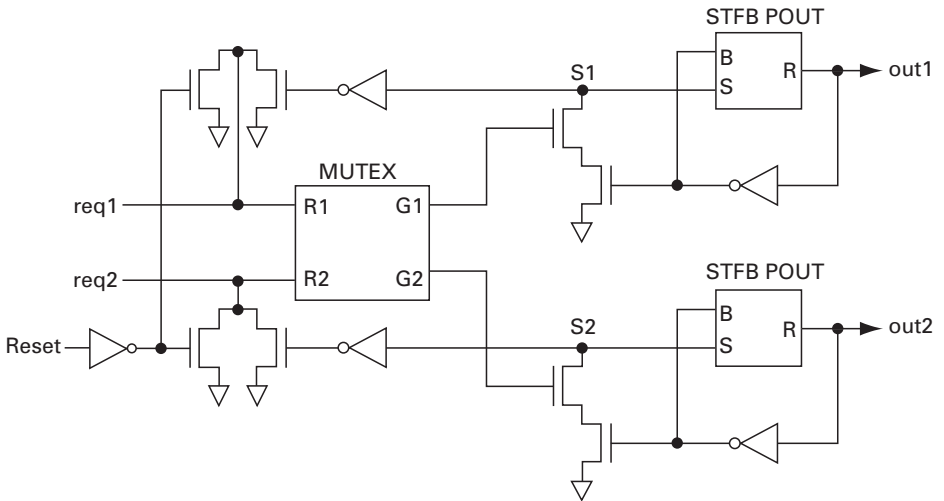 STFB POUT
B
S
R
out1
S1
MUTEX
req1
R1
G1
req2
R2
G2
STFB POUT
B
S
R
out2
Reset
S2